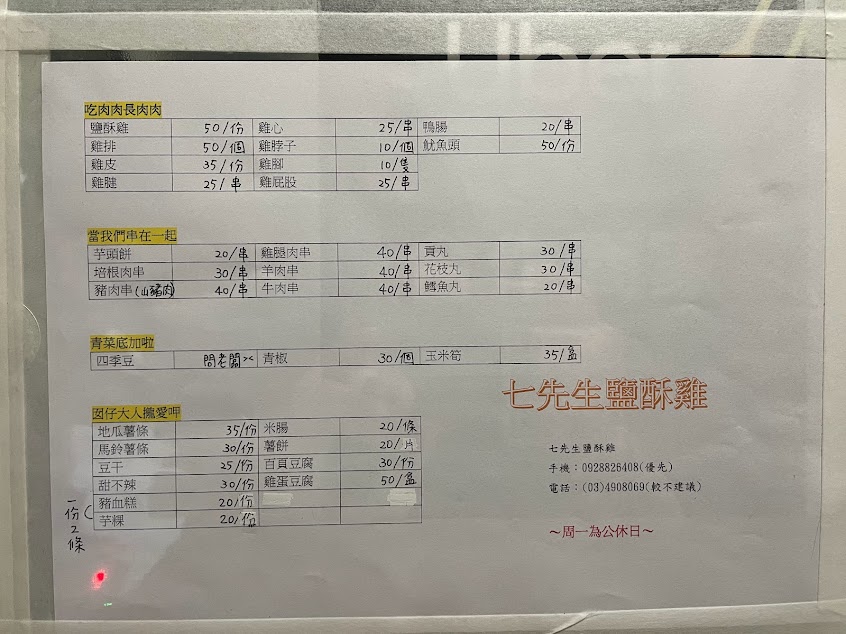 Uber
吃肉肉長肉肉
鹽酥雞 50/份 雞心 25/串 鴨腸 20/串
雞排 50/個 雞脖子 10/個 魷魚頭 50/份
雞皮 35/份 雞腳 10/隻
雞腱 25/串 雞屁股 25/串
當我們串在一起
芋頭餅 20/串 雞腿肉串 40/串 貢丸 30/串
培根肉串 30/串 羊肉串 40/串 花枝丸 30/串
豬肉串(山豬肉) 40/串 牛肉串 40/串 鱈魚丸 20/串
青菜底加啦
四季豆 問老闆>< 青椒 30/個 玉米筍 35/盒
囡仔大人攏愛呷
地瓜薯條 35/份 米腸 20/條
馬鈴薯條 30/份 薯餅 20/片
豆干 25/份 百頁豆腐 30/份
甜不辣 30/份 雞蛋豆腐 50/盒
豬血糕 20/份
芋粿 20/份
一份2條
七先生鹽酥雞
七先生鹽酥雞
手機:0928826408(優先)
電話:(03)4908069(較不建議)
~周一為公休日~